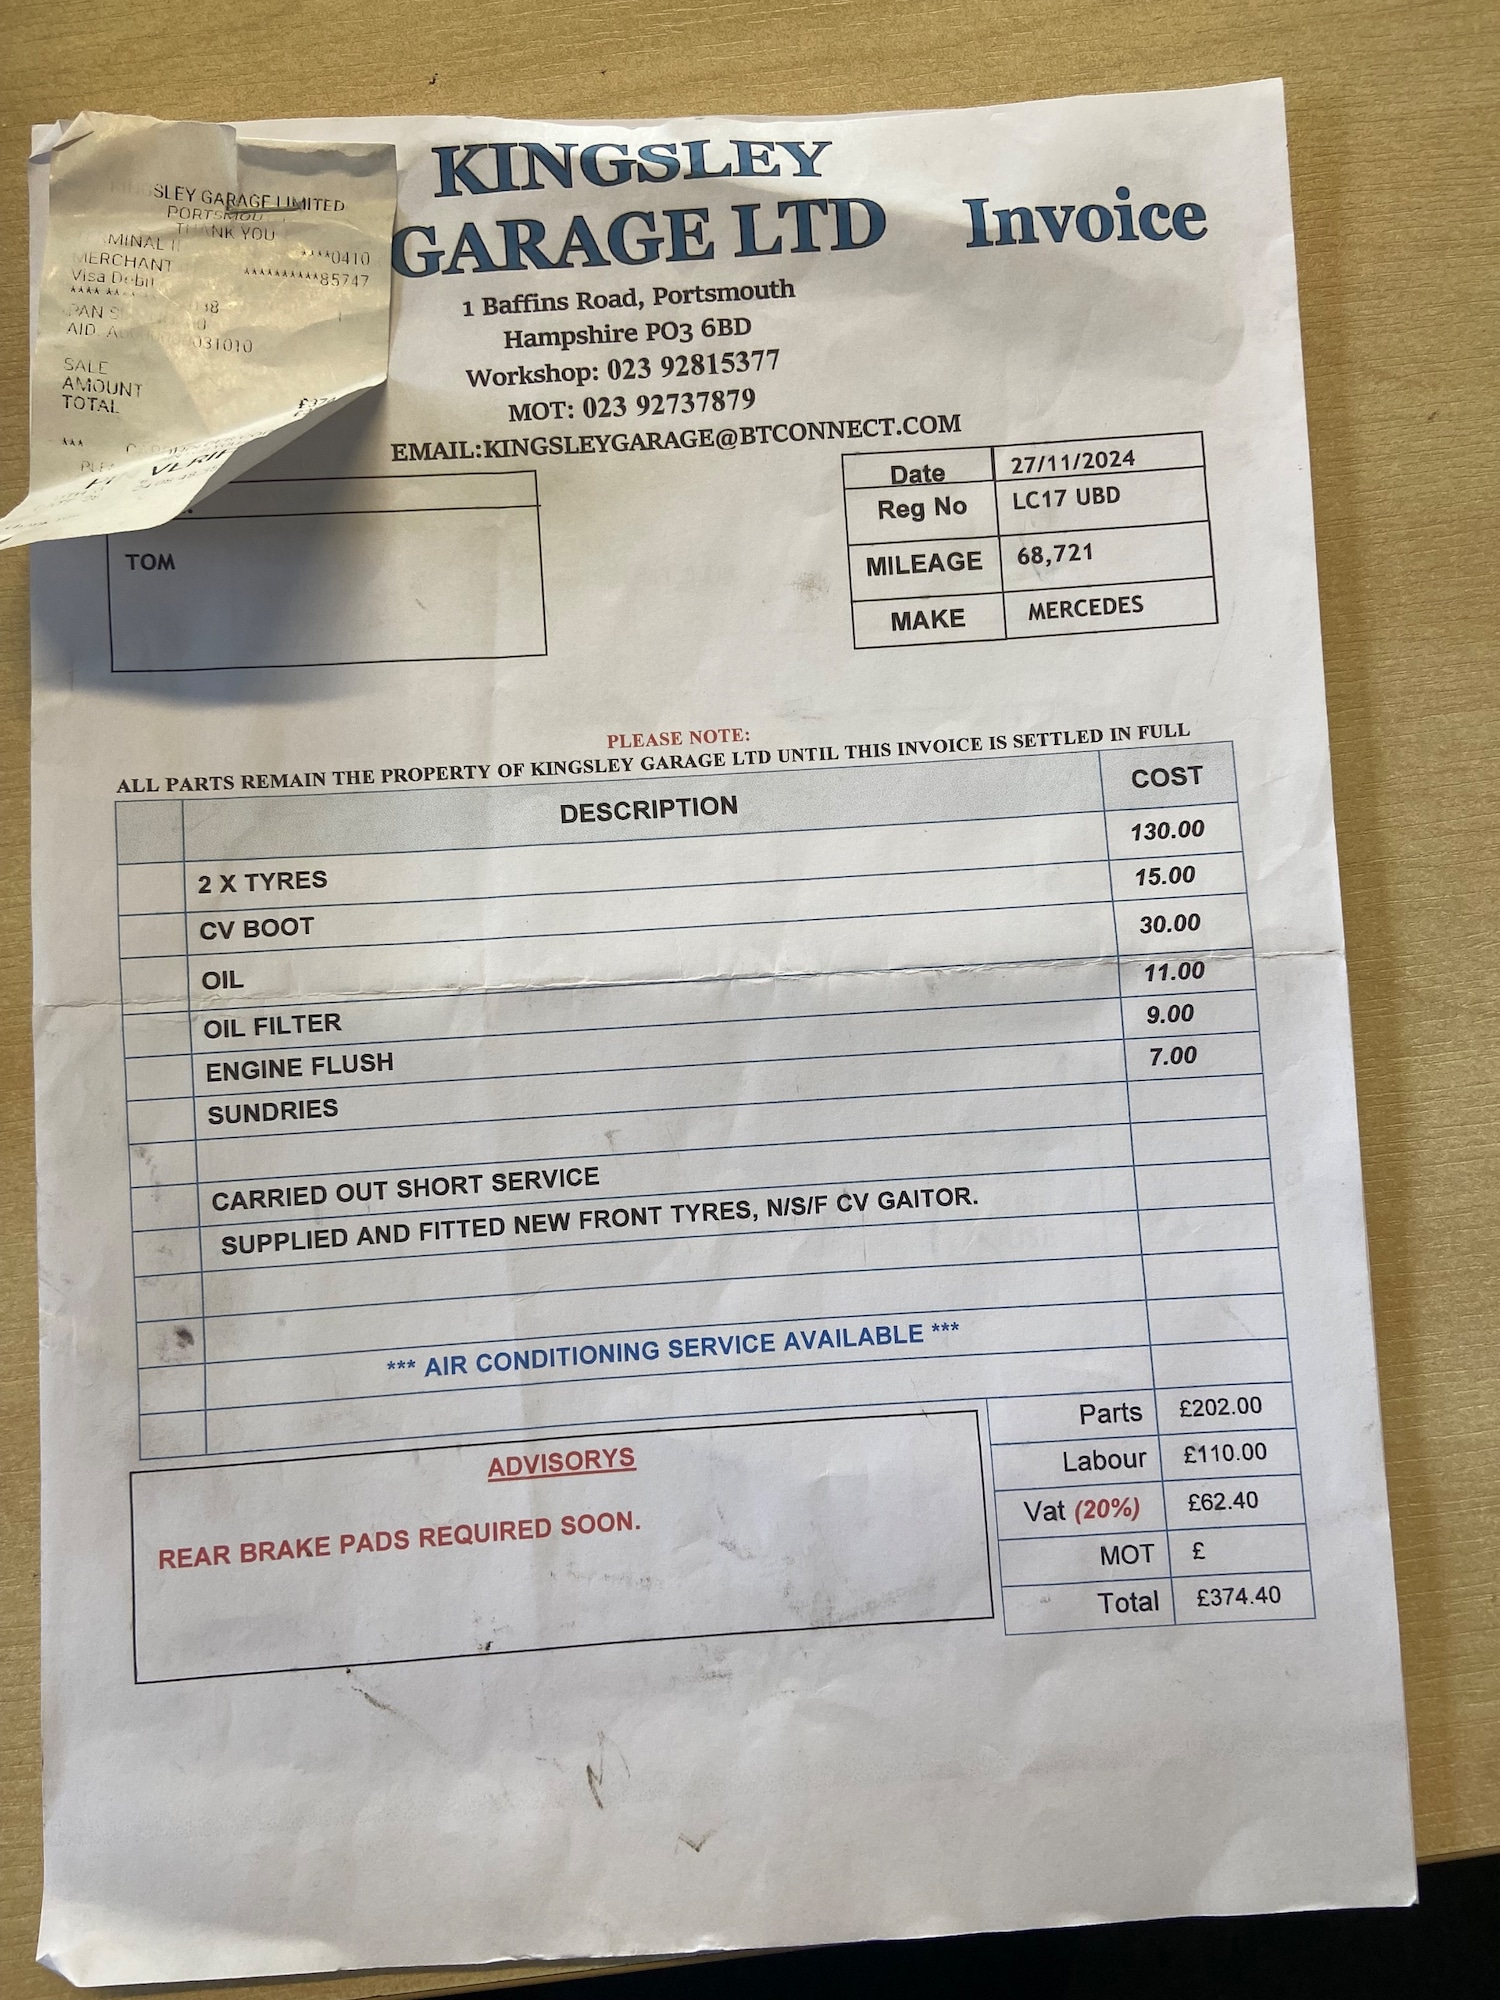 SLEY GARAGE LIMITED
THANK YOU
****0410
MERCHANT **********85747
Visa Debit
SALE
AMOUNT
TOTAL
KINGSLEY
GARAGE LTD
Invoice
1 Baffins Road, Portsmouth
Hampshire PO3 6BD
Workshop: 023 92815377
MOT: 023 92737879
EMAIL:KINGSLEYGARAGE@BTCONNECT.COM
Date 27/11/2024
Reg No LC17 UBD
MILEAGE 68,721
MAKE MERCEDES
TOM
PLEASE NOTE:
ALL PARTS REMAIN THE PROPERTY OF KINGSLEY GARAGE LTD UNTIL THIS INVOICE IS SETTLED IN FULL
DESCRIPTION COST
2 X TYRES 130.00
CV BOOT 15.00
OIL 30.00
OIL FILTER 11.00
ENGINE FLUSH 9.00
SUNDRIES 7.00
CARRIED OUT SHORT SERVICE
SUPPLIED AND FITTED NEW FRONT TYRES, N/S/F CV GAITOR.
*** AIR CONDITIONING SERVICE AVAILABLE ***
ADVISORYS
REAR BRAKE PADS REQUIRED SOON.
Parts £202.00
Labour £110.00
Vat (20%) £62.40
MOT £
Total £374.40